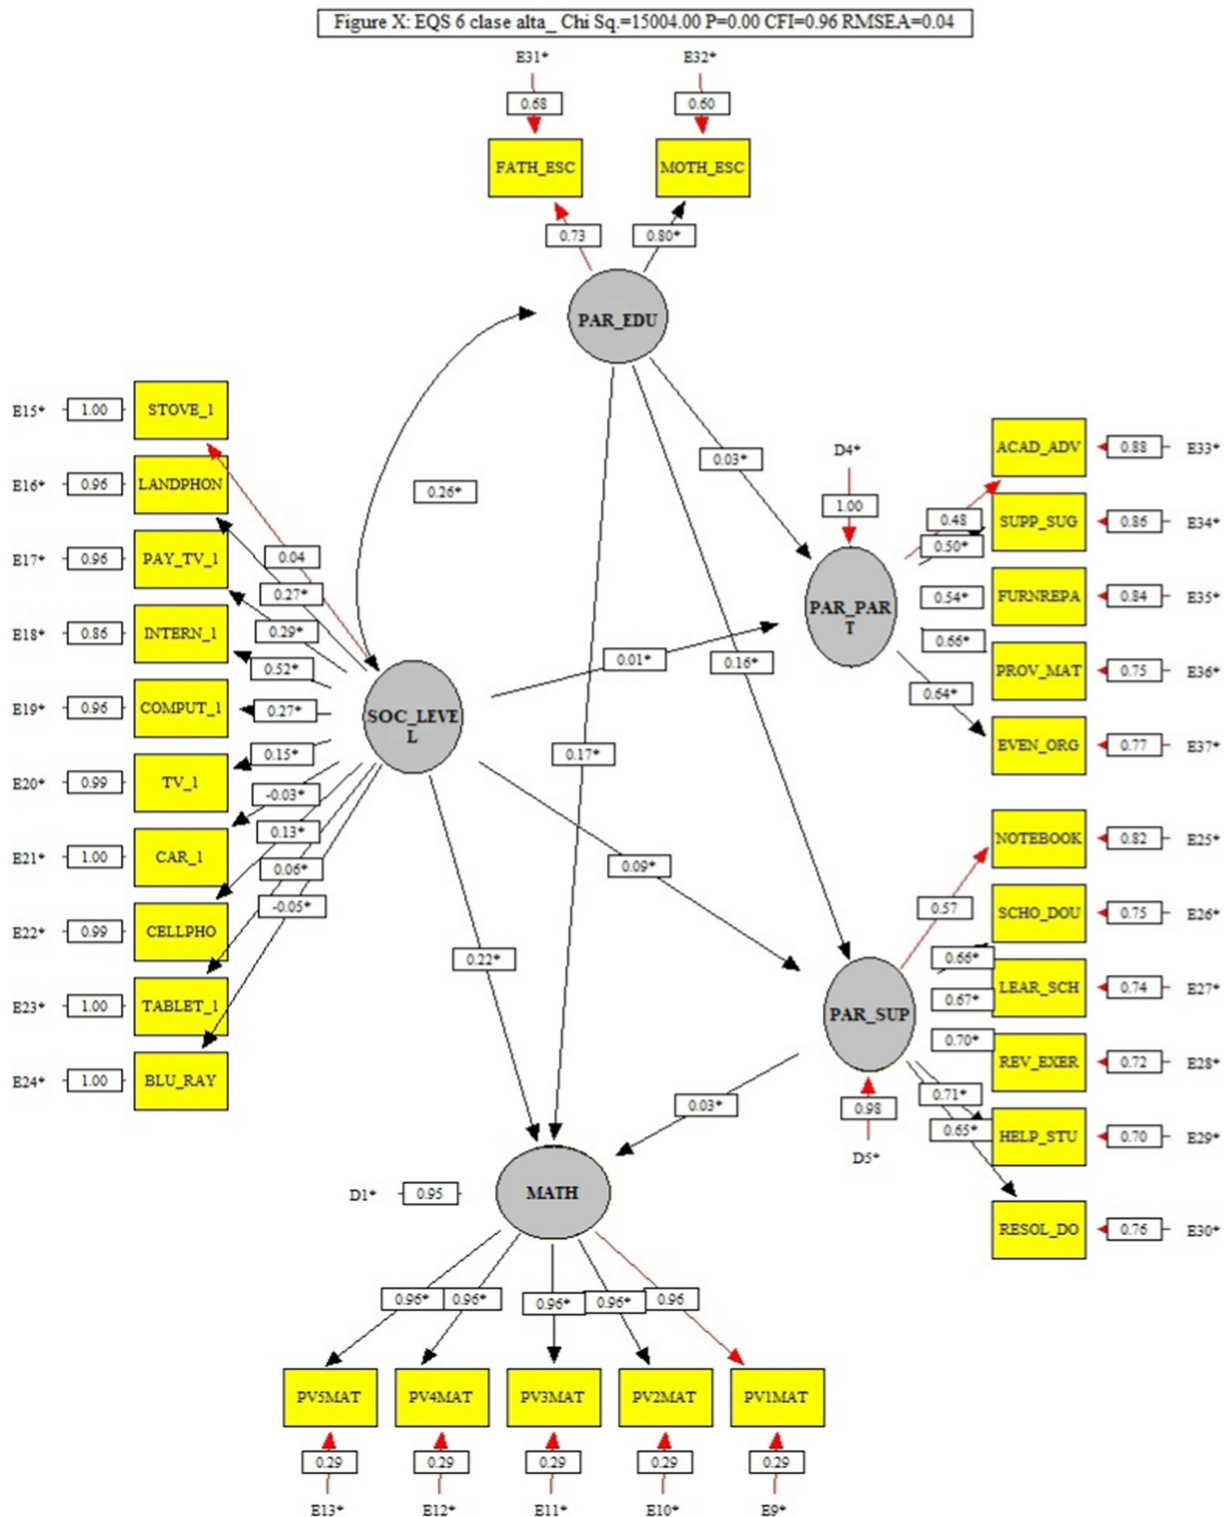 Figure X: EQS 6 clase alta_ Chi Sq.=15004.00 P=0.00 CFI=0.96 RMSEA=0.04
E31* E32*
0.68 0.60
FATH_ESC MOTH_ESC
0.73 0.80*
PAR_EDU
E15* 1.00 STOVE_1
E16* 0.96 LANDPHON
E17* 0.96 PAY_TV_1
E18* 0.86 INTERN_1
E19* 0.96 COMPUT_1
E20* 0.99 TV_1
E21* 1.00 CAR_1
E22* 0.99 CELLPHO
E23* 1.00 TABLET_1
E24* 1.00 BLU_RAY
0.04
0.27*
0.29*
0.52*
0.27*
0.15*
-0.03*
0.13*
0.06*
-0.05*
SOC_LEVE
L
0.26*
0.03*
0.01*
0.16*
0.17*
0.09*
0.22*
0.03*
D4*
1.00
PAR_PAR
T
0.48
0.50*
0.54*
0.66*
0.64*
ACAD_ADV 0.88 E33*
SUPP_SUG 0.86 E34*
FURNREPA 0.84 E35*
PROV_MAT 0.75 E36*
EVEN_ORG 0.77 E37*
NOTEBOOK 0.82 E25*
SCHO_DOU 0.75 E26*
LEAR_SCH 0.74 E27*
REV_EXER 0.72 E28*
HELP_STU 0.70 E29*
RESOL_DO 0.76 E30*
0.57
0.66*
0.67*
0.70*
0.71*
0.65*
PAR_SUP
0.98
D5*
D1* 0.95 MATH
0.96* 0.96* 0.96* 0.96* 0.96
PV5MAT PV4MAT PV3MAT PV2MAT PV1MAT
0.29 0.29 0.29 0.29 0.29
E13* E12* E11* E10* E9*